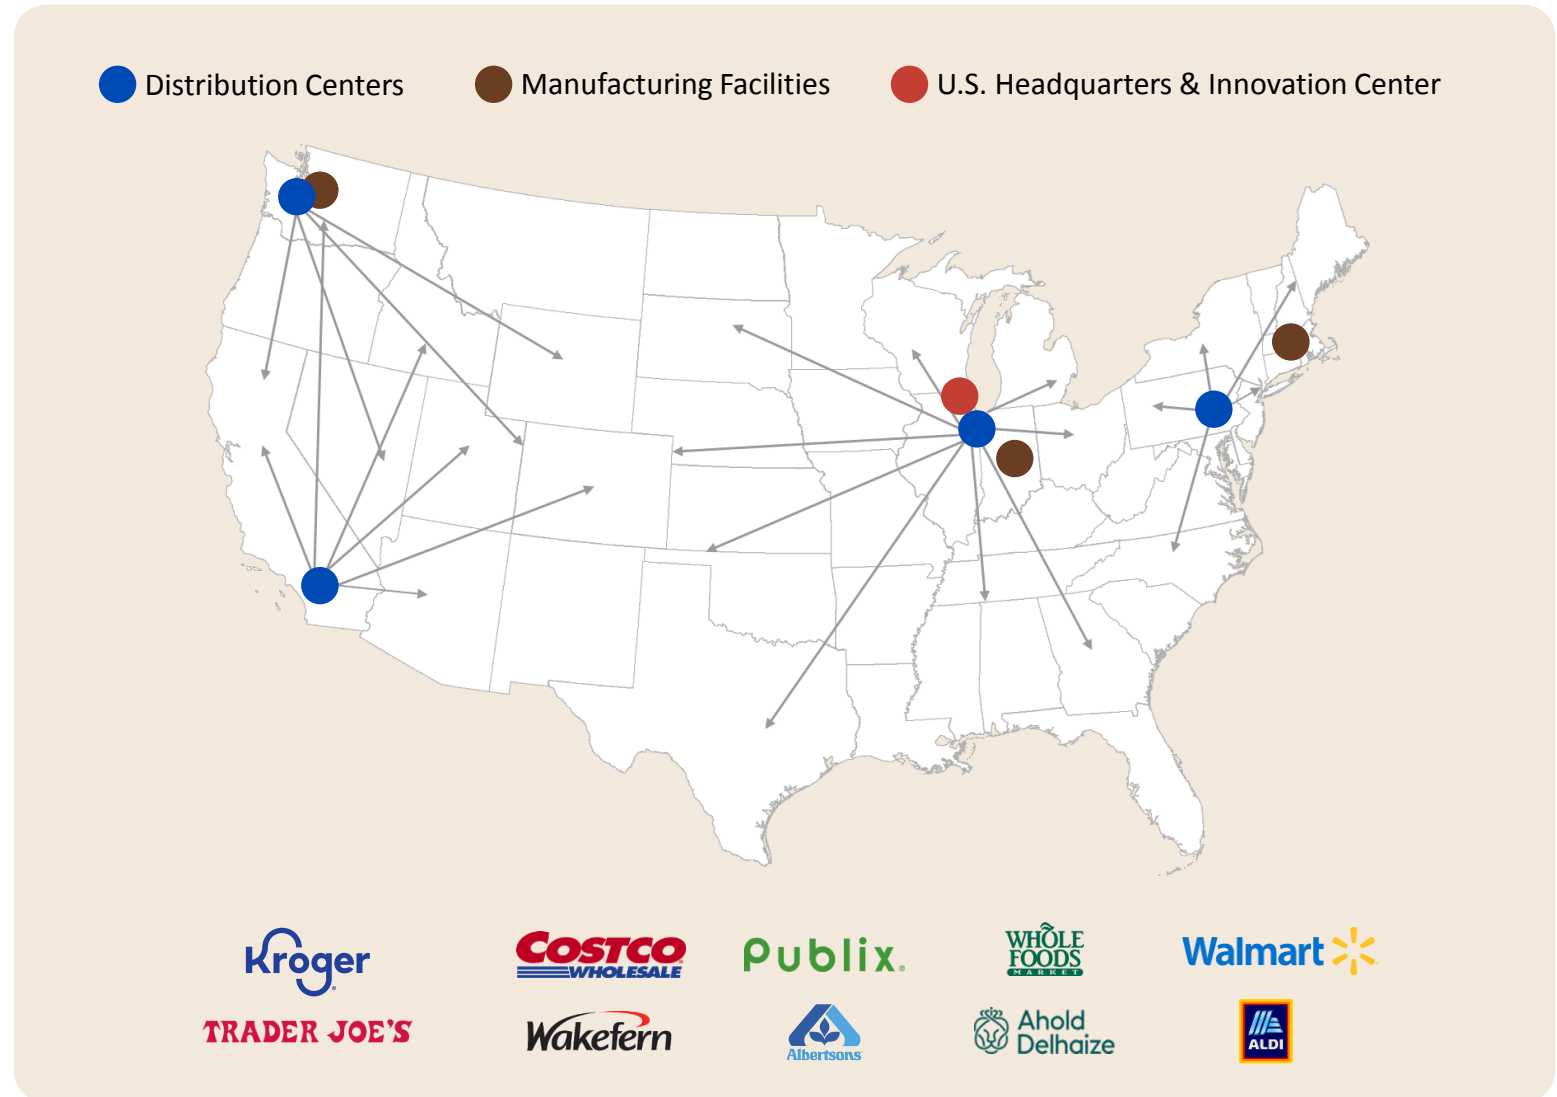 Distribution Centers
Manufacturing Facilities
U.S. Headquarters & Innovation Center
Kroger
COSTCO
WHOLESALE
Publix
WHOLE
FOODS
MARKET
Walmart
TRADER JOE'S
Wakefern
Albertsons
Ahold
Delhaize
ALDI